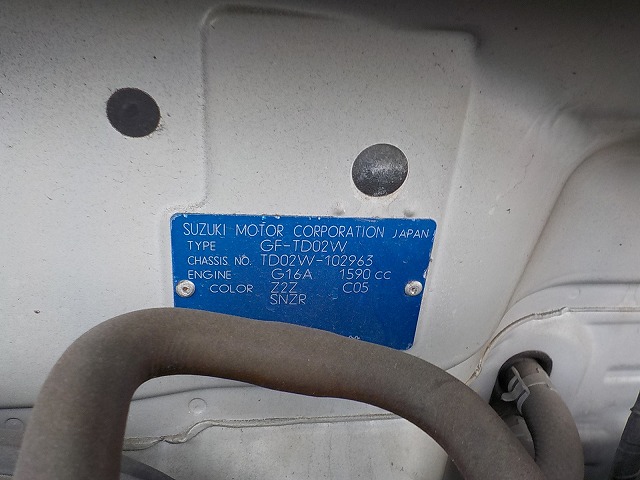 SUZUKI MOTOR CORPORATION JAPAN
TYPE GF-TD02W
CHASSIS NO. TD02W-102963
ENGINE G16A 1590 CC
COLOR Z2Z C05
SNZR